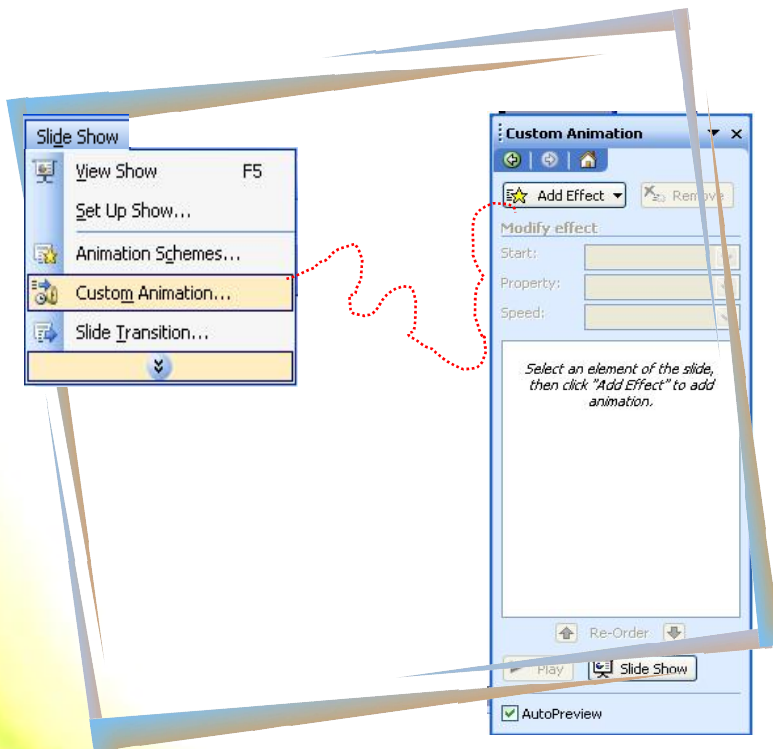 Slide Show
View Show F5
Set Up Show...
Animation Schemes...
Custom Animation...
Slide Transition...
Custom Animation
Add Effect
Remove
Modify effect
Start:
Property:
Speed:
Select an element of the slide,
then click "Add Effect" to add
animation.
Re-Order
Play
Slide Show
AutoPreview